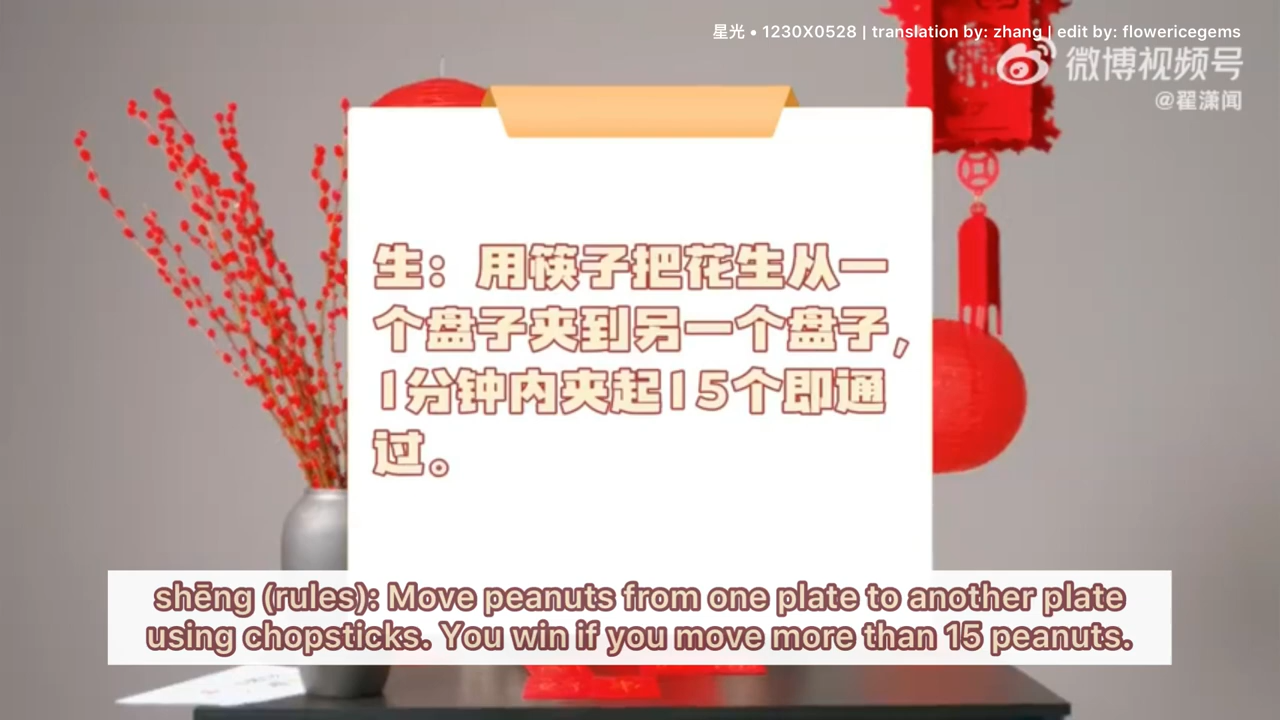 星光 • 1230X0528 | translation by: zhang | edit by: flowericegems
微博视频号
@翟潇闻
生：用筷子把花生从一
个盘子夹到另一个盘子，
1分钟内夹起15个即通
过。
shēng (rules): Move peanuts from one plate to another plate
using chopsticks. You win if you move more than 15 peanuts.